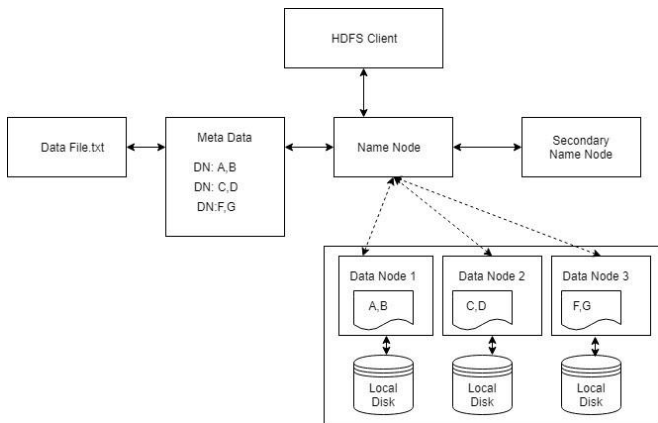 HDFS Client
Data File.txt
Meta Data
DN: A,B
DN: C,D
DN:F,G
Name Node
Secondary
Name Node
Data Node 1
A,B
Local
Disk
Data Node 2
C,D
Local
Disk
Data Node 3
F,G
Local
Disk